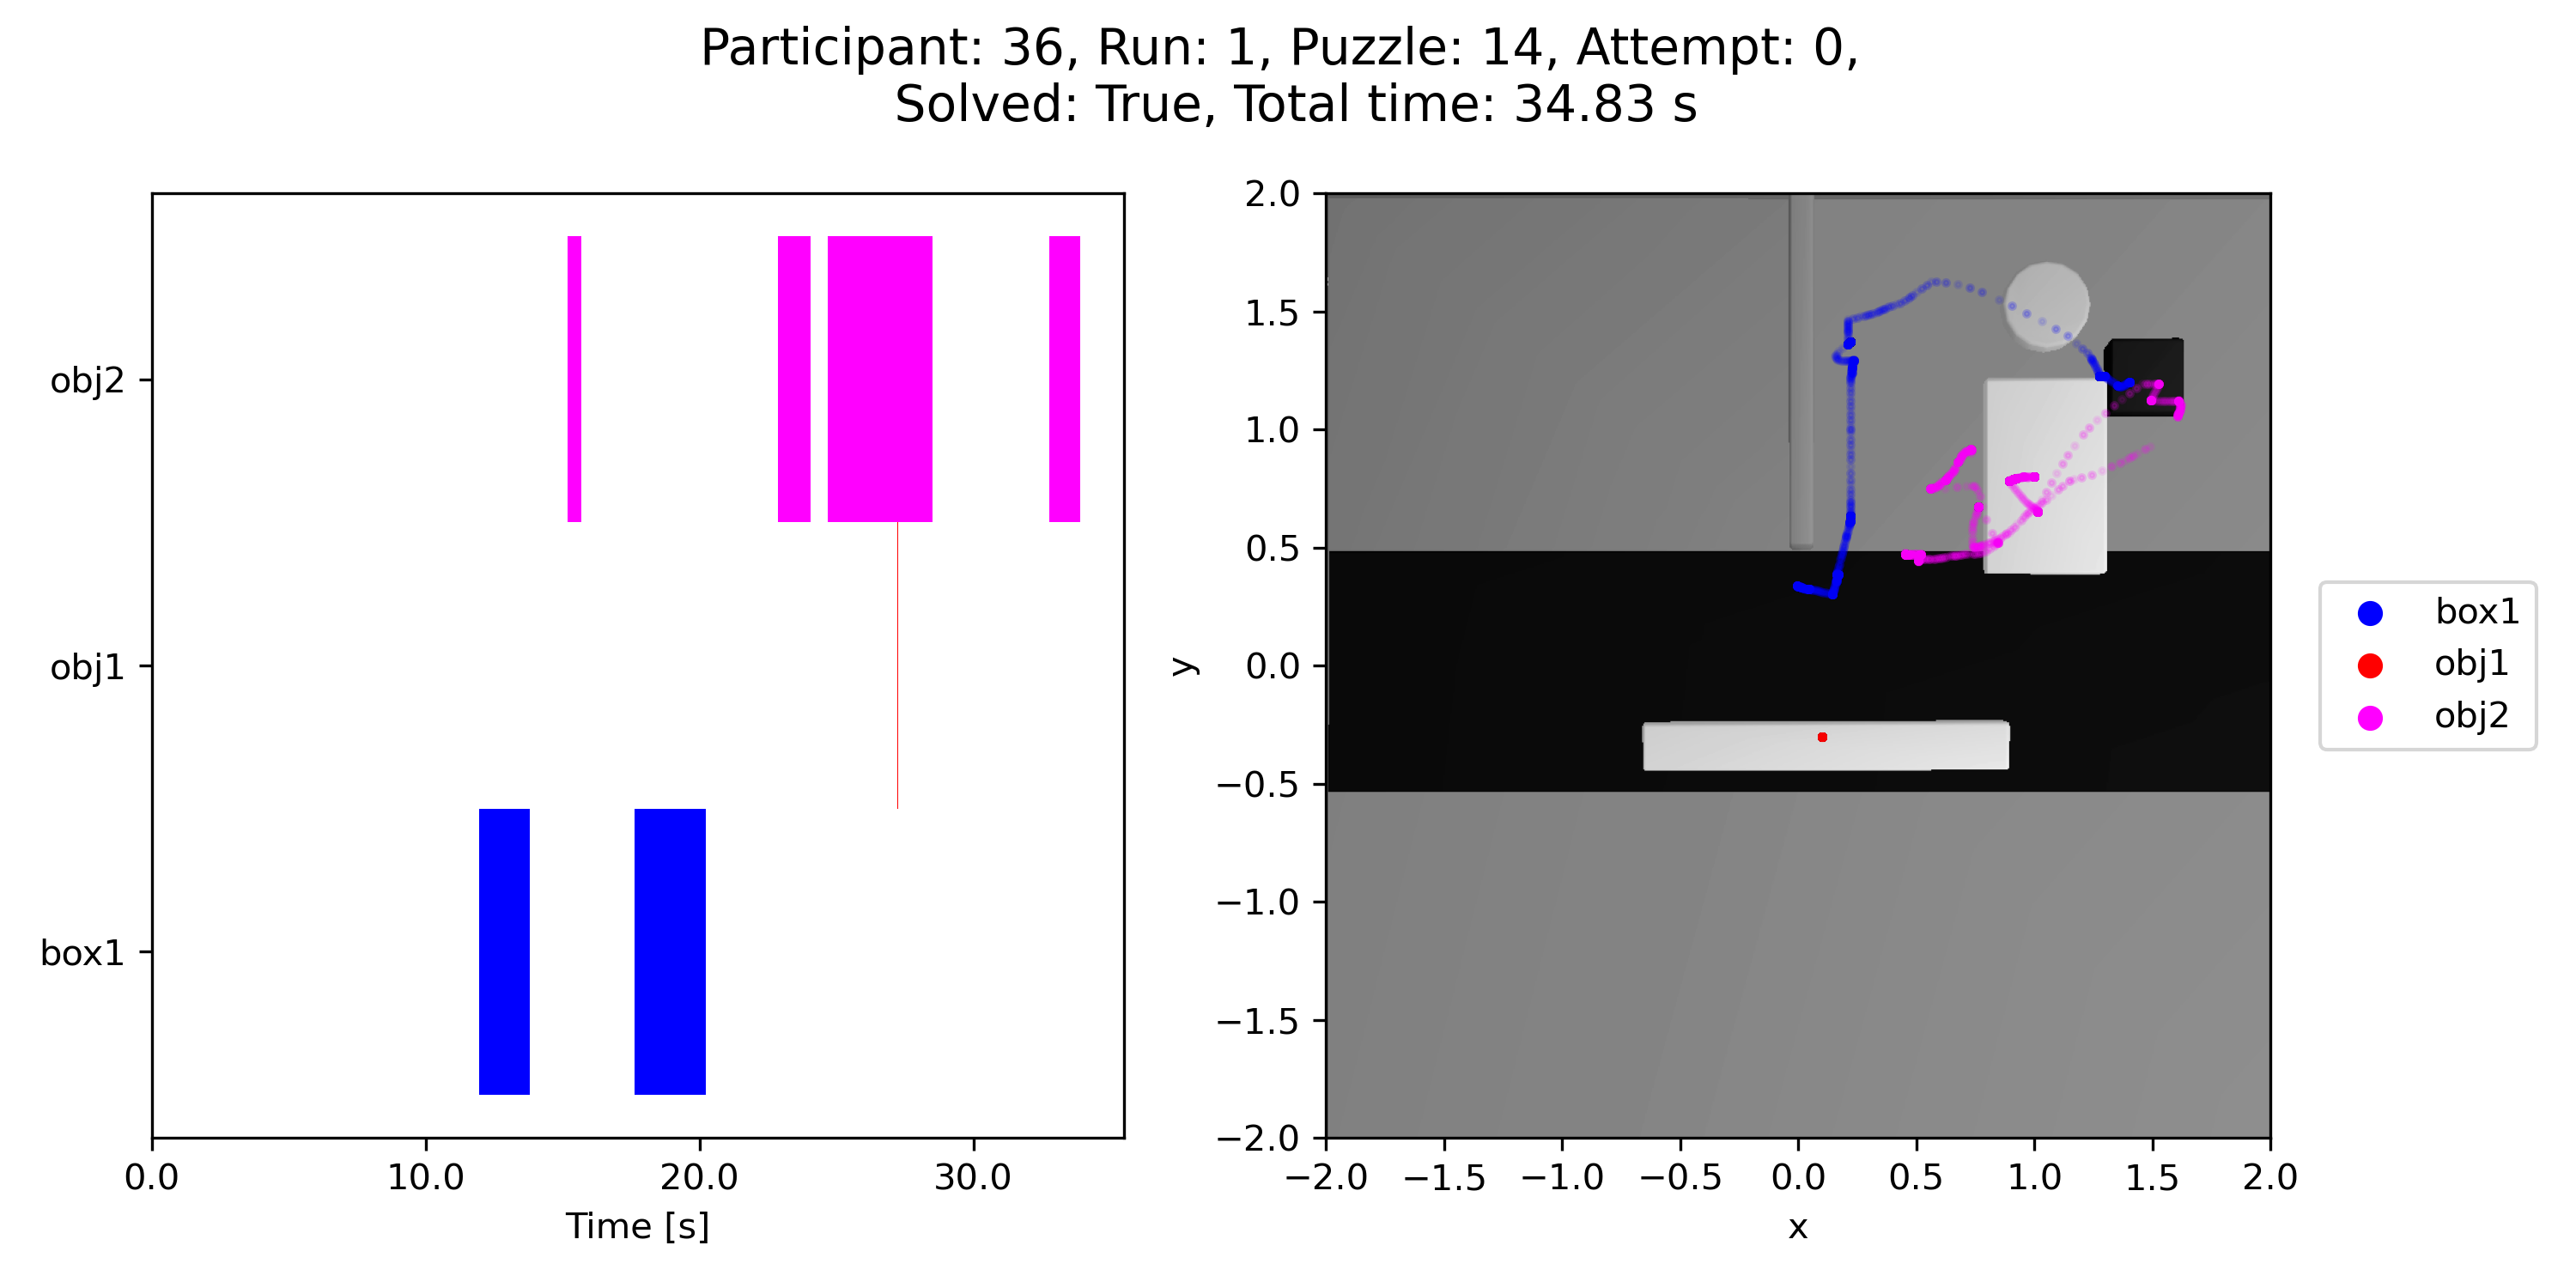 Participant: 36, Run: 1, Puzzle: 14, Attempt: 0,
Solved: True, Total time: 34.83 s
obj2
obj1
box1
0.0 10.0 20.0 30.0
Time [s]
2.0
1.5
1.0
0.5
0.0
−0.5
−1.0
−1.5
−2.0
y
−2.0 −1.5 −1.0 −0.5 0.0 0.5 1.0 1.5 2.0
x
box1
obj1
obj2